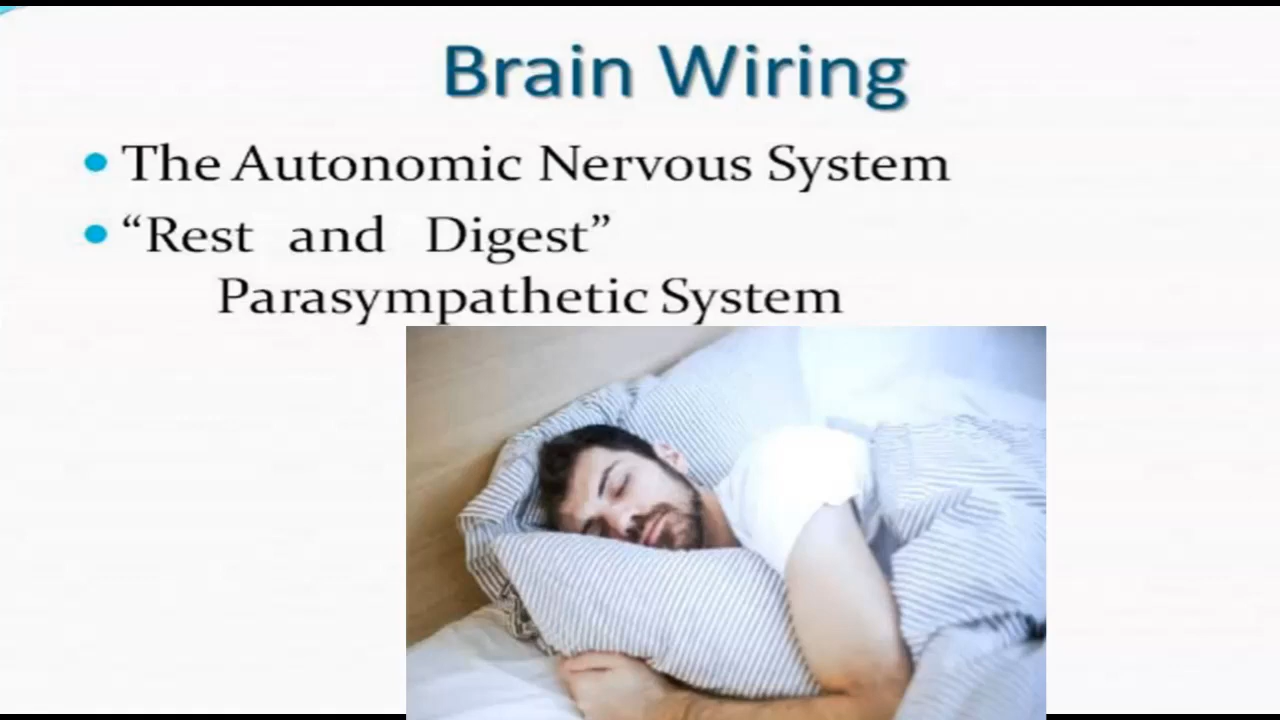 Brain Wiring
• The Autonomic Nervous System
• “Rest and Digest”
Parasympathetic System